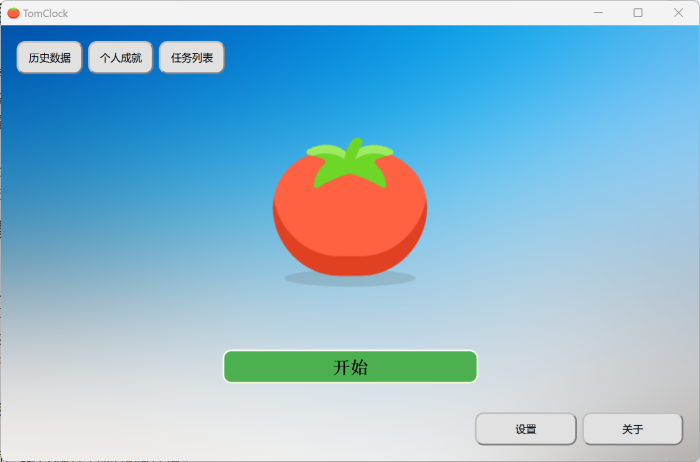 TomClock
历史数据
个人成就
任务列表
开始
设置
关于